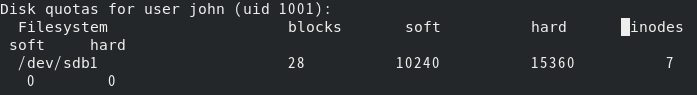 Disk quotas for user john (uid 1001):
Filesystem blocks soft hard inodes
soft hard
/dev/sdb1 28 10240 15360 7
0 0